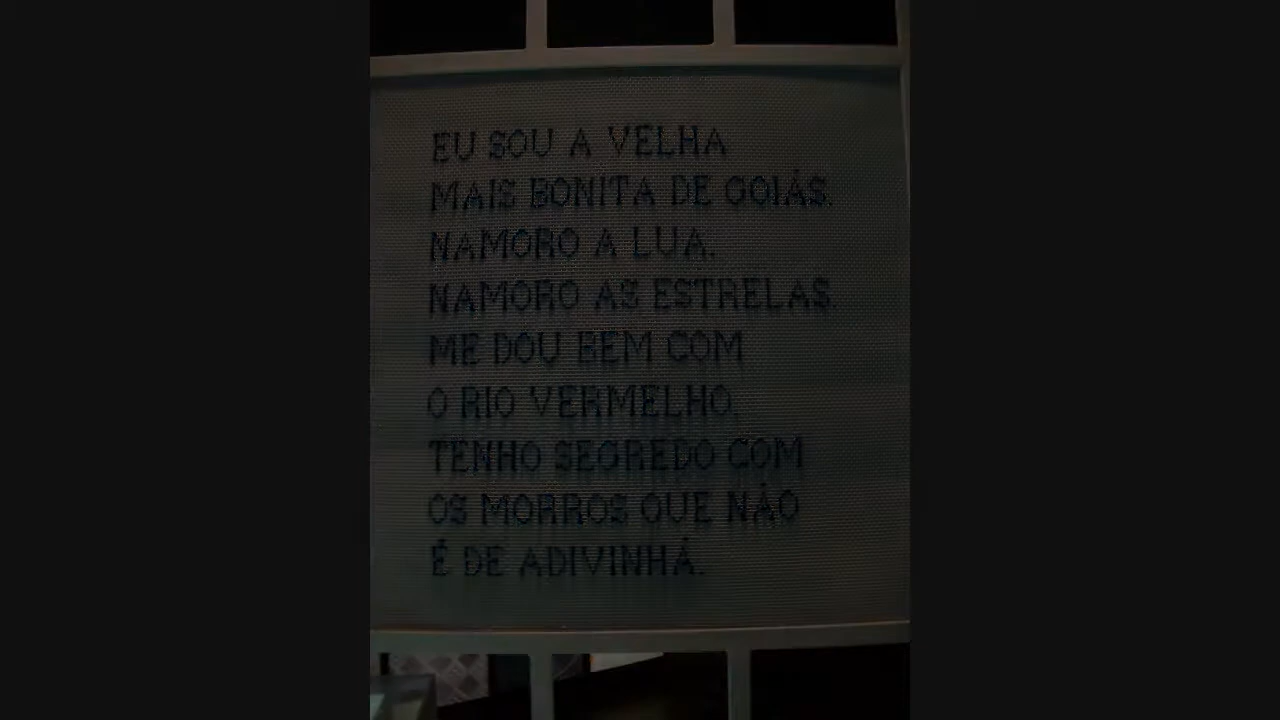 EU SOU A VELHA
MAIS BONITA DE GOIÁS.
NAMORO A LUA.
NAMORO AS ESTRELAS.
ME DOU BEM COM
O RIO VERMELHO.
TENHO SEGREDO COM
OS MORROS QUE NÃO
É DE ADIVINHÁ.